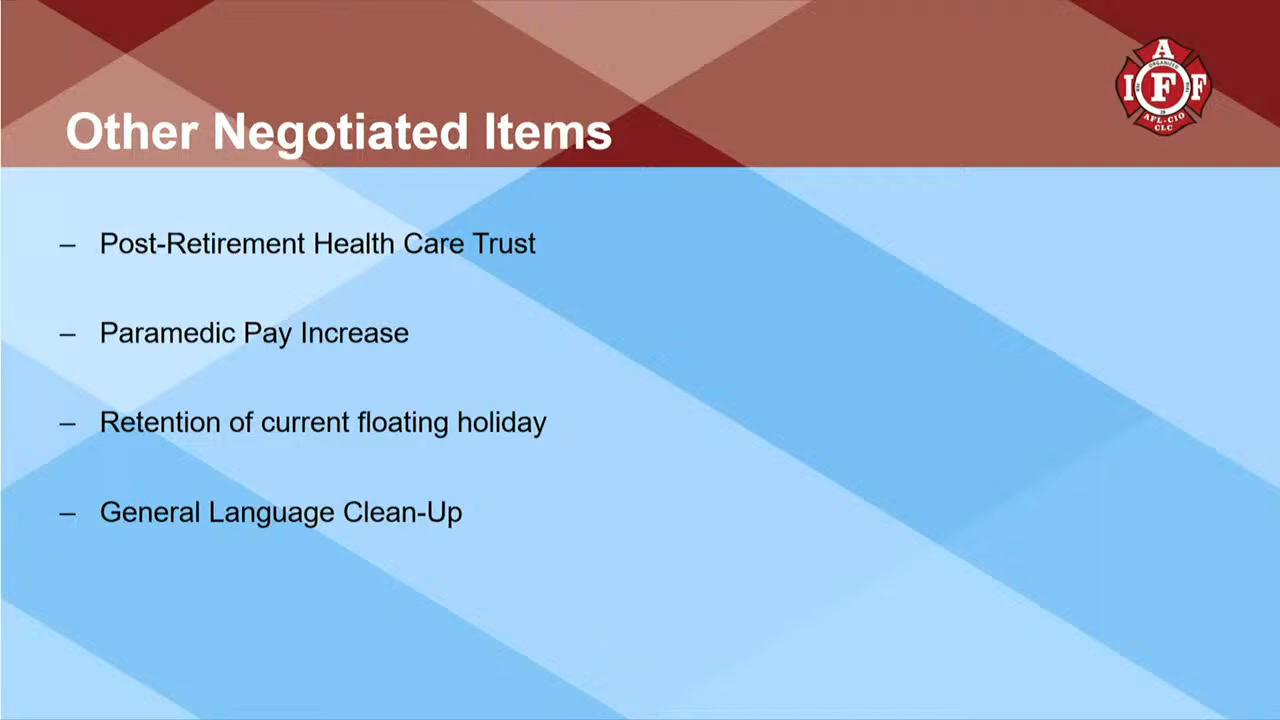 Other Negotiated Items
A
I F F
ORGANIZED
AFL-CIO
CLC
– Post-Retirement Health Care Trust
– Paramedic Pay Increase
– Retention of current floating holiday
– General Language Clean-Up